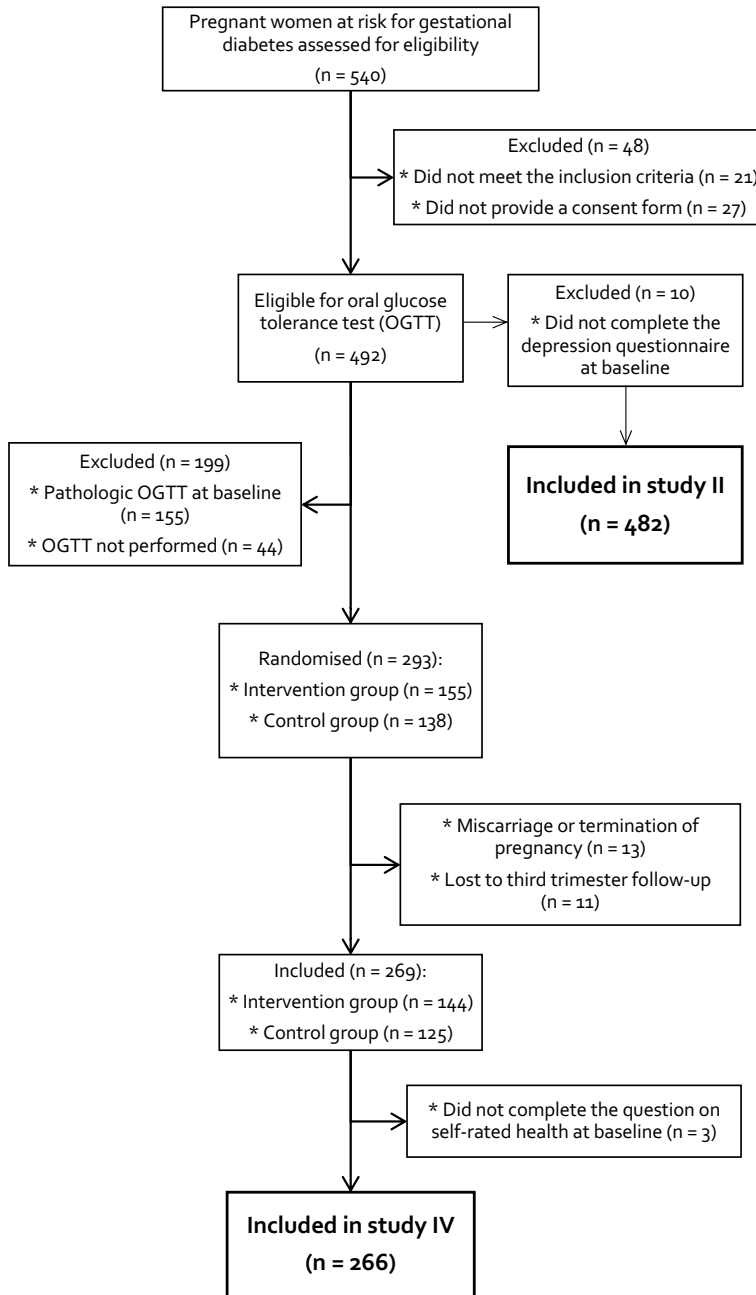 Pregnant women at risk for gestational
diabetes assessed for eligibility
(n = 540)
Excluded (n = 48)
* Did not meet the inclusion criteria (n = 21)
* Did not provide a consent form (n = 27)
Eligible for oral glucose
tolerance test (OGTT)
(n = 492)
Excluded (n = 10)
* Did not complete the
depression questionnaire
at baseline
Included in study II
(n = 482)
Excluded (n = 199)
* Pathologic OGTT at baseline
(n = 155)
* OGTT not performed (n = 44)
Randomised (n = 293):
* Intervention group (n = 155)
* Control group (n = 138)
* Miscarriage or termination of
pregnancy (n = 13)
* Lost to third trimester follow-up
(n = 11)
Included (n = 269):
* Intervention group (n = 144)
* Control group (n = 125)
* Did not complete the question on
self-rated health at baseline (n = 3)
Included in study IV
(n = 266)